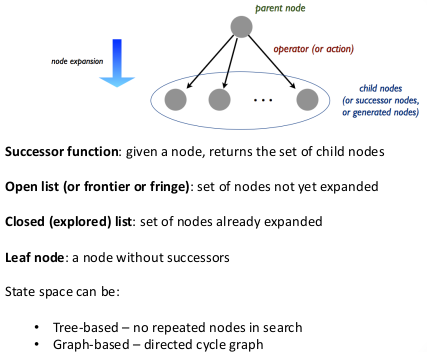 parent node
operator (or action)
node expansion
child nodes
(or successor nodes,
or generated nodes)
Successor function: given a node, returns the set of child nodes
Open list (or frontier or fringe): set of nodes not yet expanded
Closed (explored) list: set of nodes already expanded
Leaf node: a node without successors
State space can be:
• Tree-based – no repeated nodes in search
• Graph-based – directed cycle graph